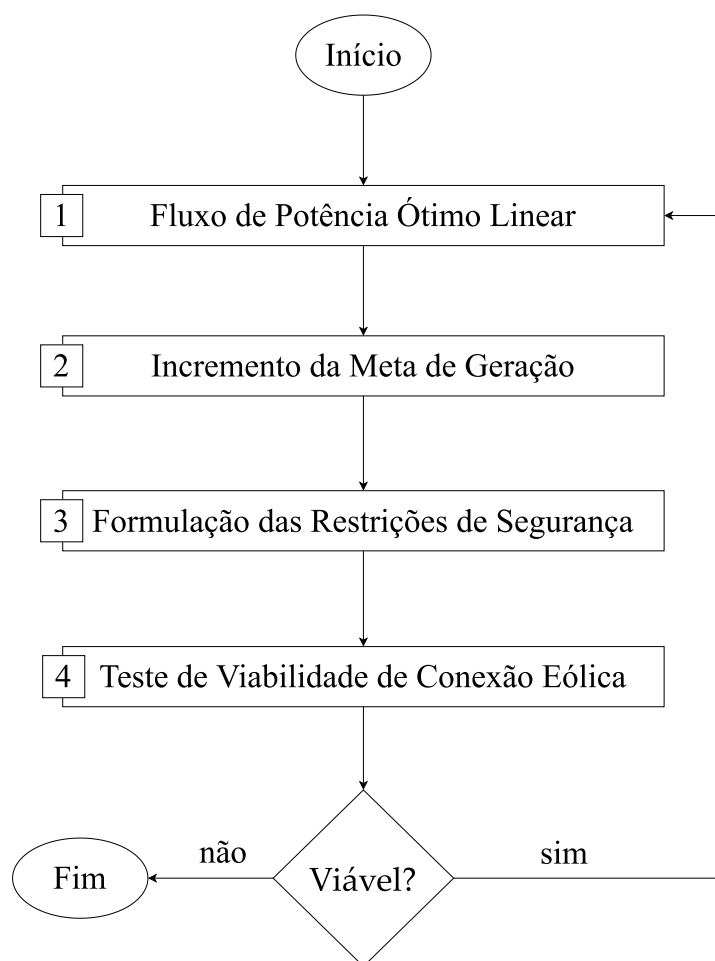 Início
1 Fluxo de Potência Ótimo Linear
2 Incremento da Meta de Geração
3 Formulação das Restrições de Segurança
4 Teste de Viabilidade de Conexão Eólica
não
sim
Fim
Viável?